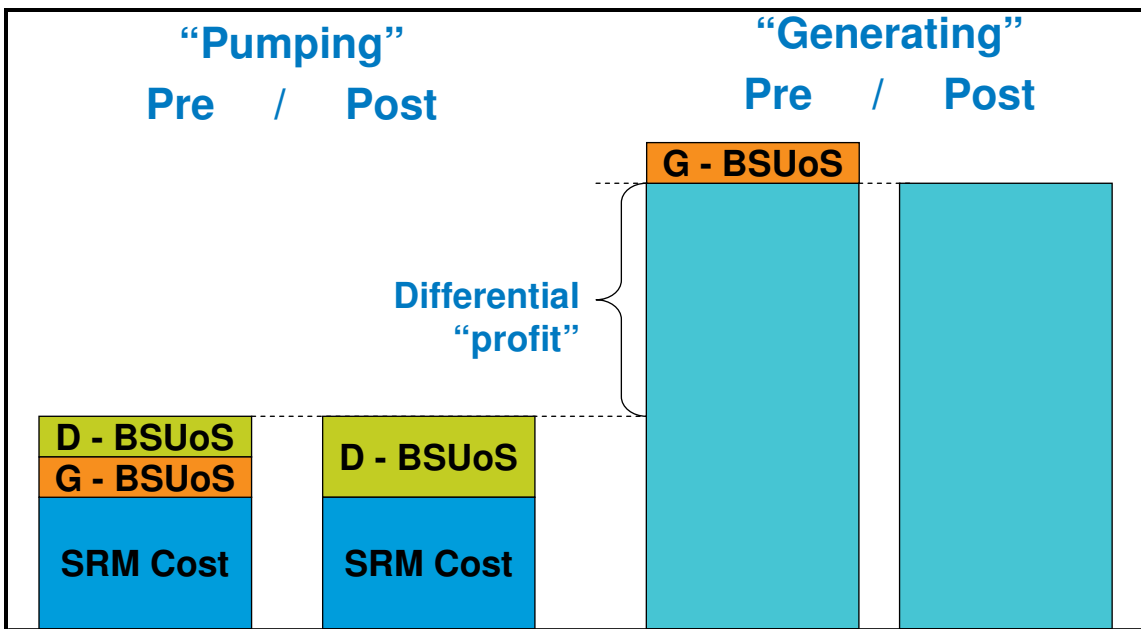 “Pumping”
Pre / Post
“Generating”
Pre / Post
G - BSUoS
Differential
“profit”
D - BSUoS
G - BSUoS
SRM Cost
D - BSUoS
SRM Cost